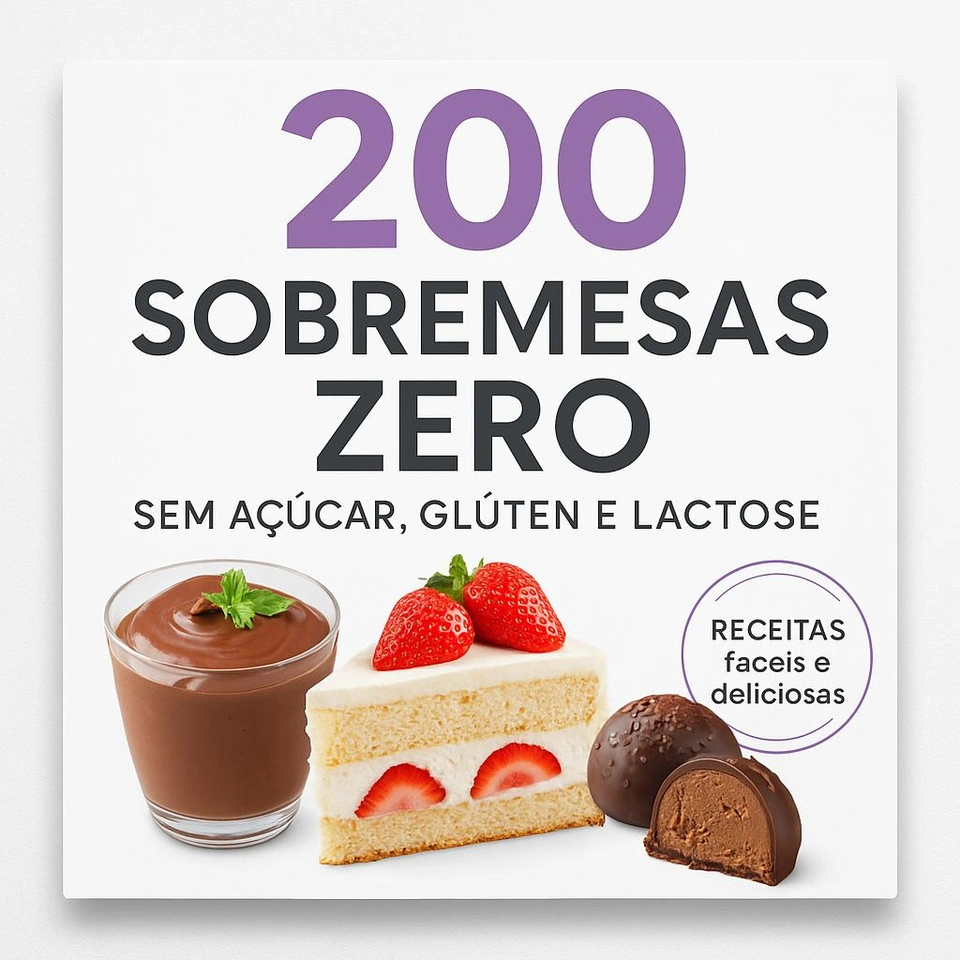 200
SOBREMESAS
ZERO
SEM AÇÚCAR, GLÚTEN E LACTOSE
RECEITAS
faceis e
deliciosas